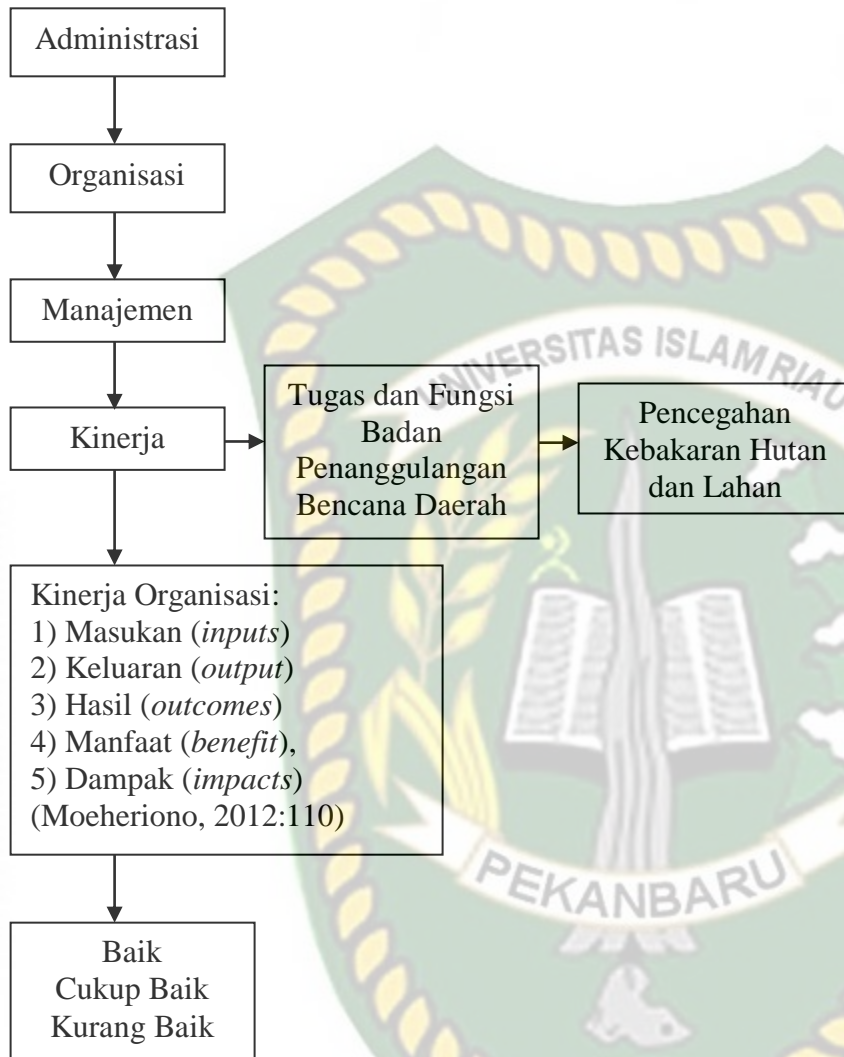 Administrasi
Organisasi
Manajemen
Kinerja
Tugas dan Fungsi
Badan
Penanggulangan
Bencana Daerah
Pencegahan
Kebakaran Hutan
dan Lahan
Kinerja Organisasi:
1) Masukan (inputs)
2) Keluaran (output)
3) Hasil (outcomes)
4) Manfaat (benefit),
5) Dampak (impacts)
(Moeheriono, 2012:110)
Baik
Cukup Baik
Kurang Baik
UNIVERSITAS ISLAM RIAU
PEKANBARU